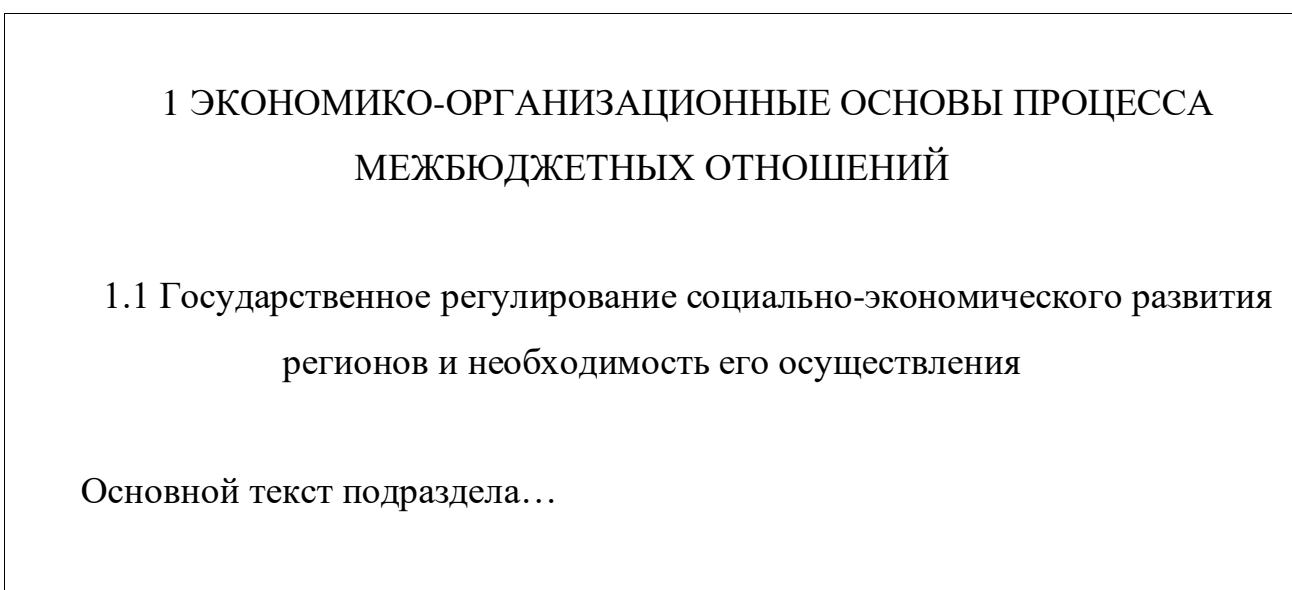 1 ЭКОНОМИКО-ОРГАНИЗАЦИОННЫЕ ОСНОВЫ ПРОЦЕССА
МЕЖБЮДЖЕТНЫХ ОТНОШЕНИЙ
1.1 Государственное регулирование социально-экономического развития
регионов и необходимость его осуществления
Основной текст подраздела…